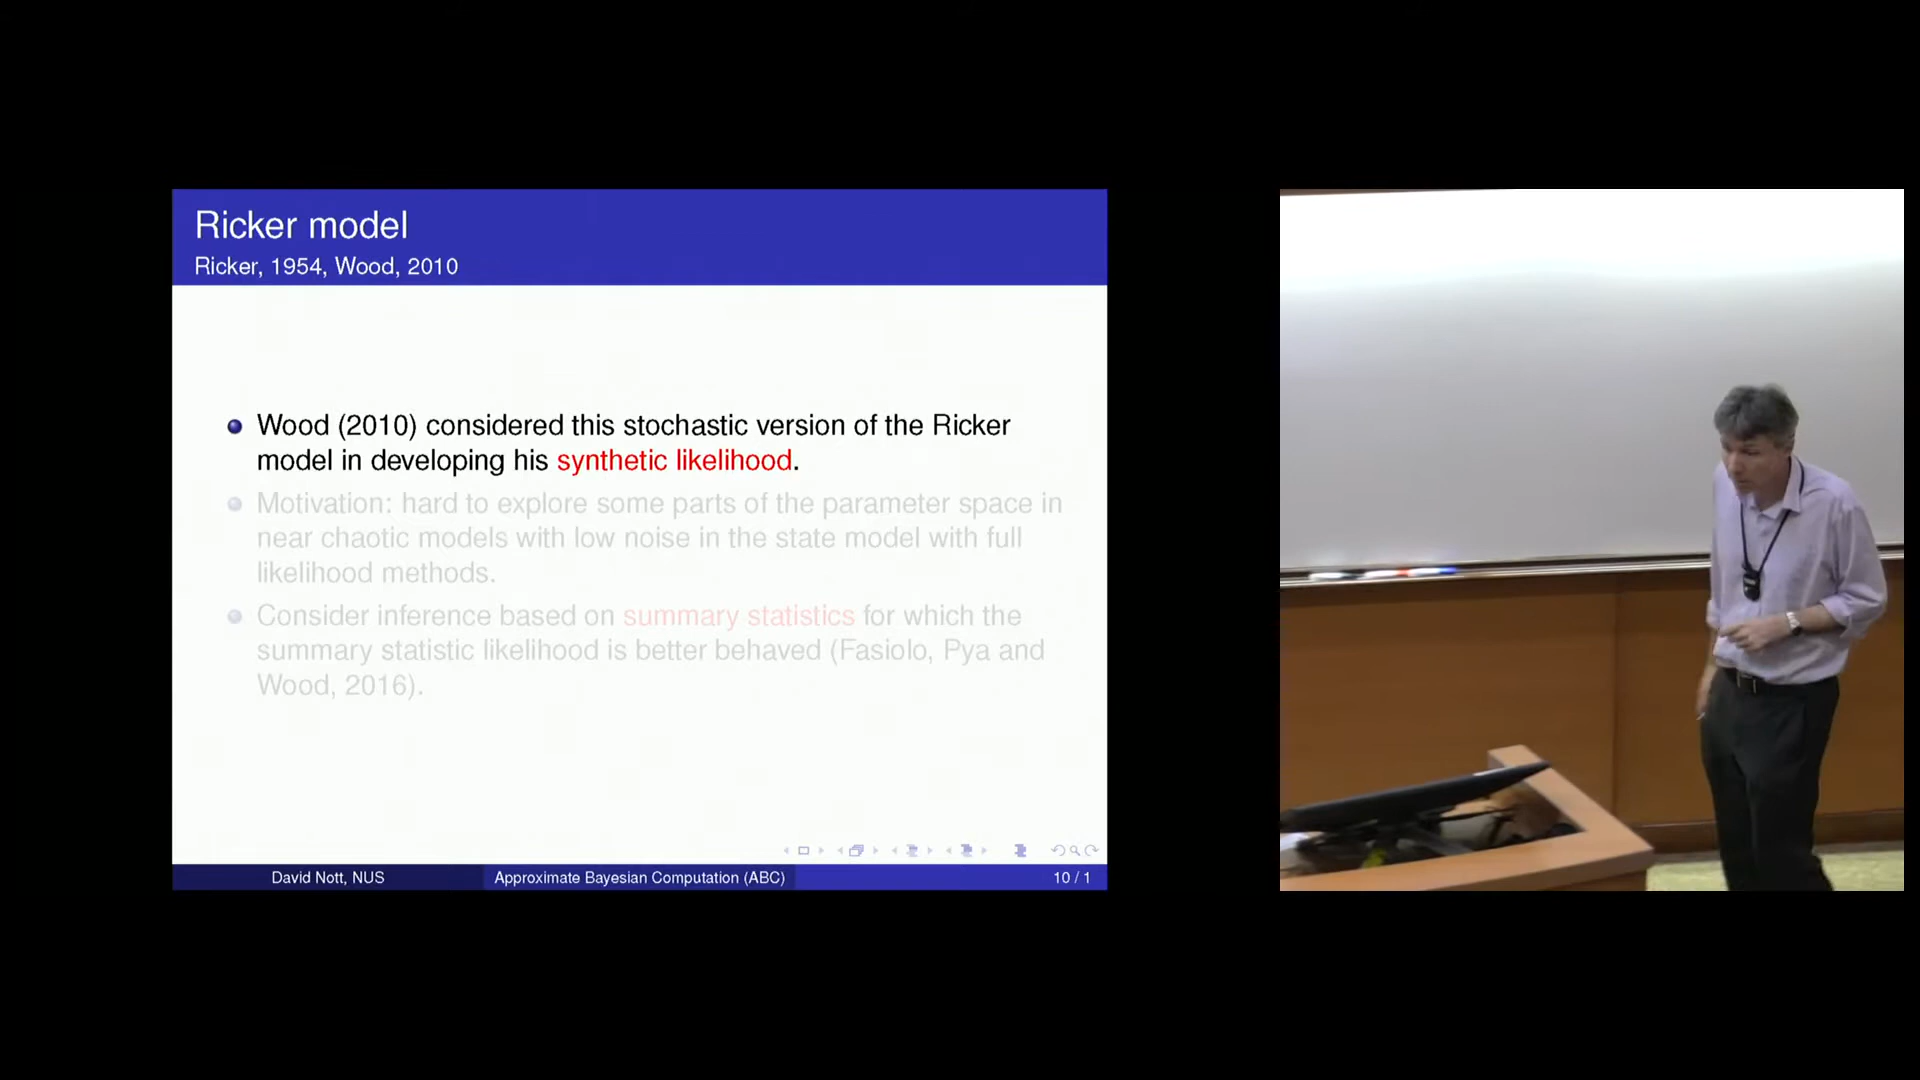 Ricker model
Ricker, 1954, Wood, 2010
Wood (2010) considered this stochastic version of the Ricker
model in developing his synthetic likelihood.
Motivation: hard to explore some parts of the parameter space in
near chaotic models with low noise in the state model with full
likelihood methods.
Consider inference based on summary statistics for which the
summary statistic likelihood is better behaved (Fasiolo, Pya and
Wood, 2016).
David Nott, NUS
Approximate Bayesian Computation (ABC)
10 / 1